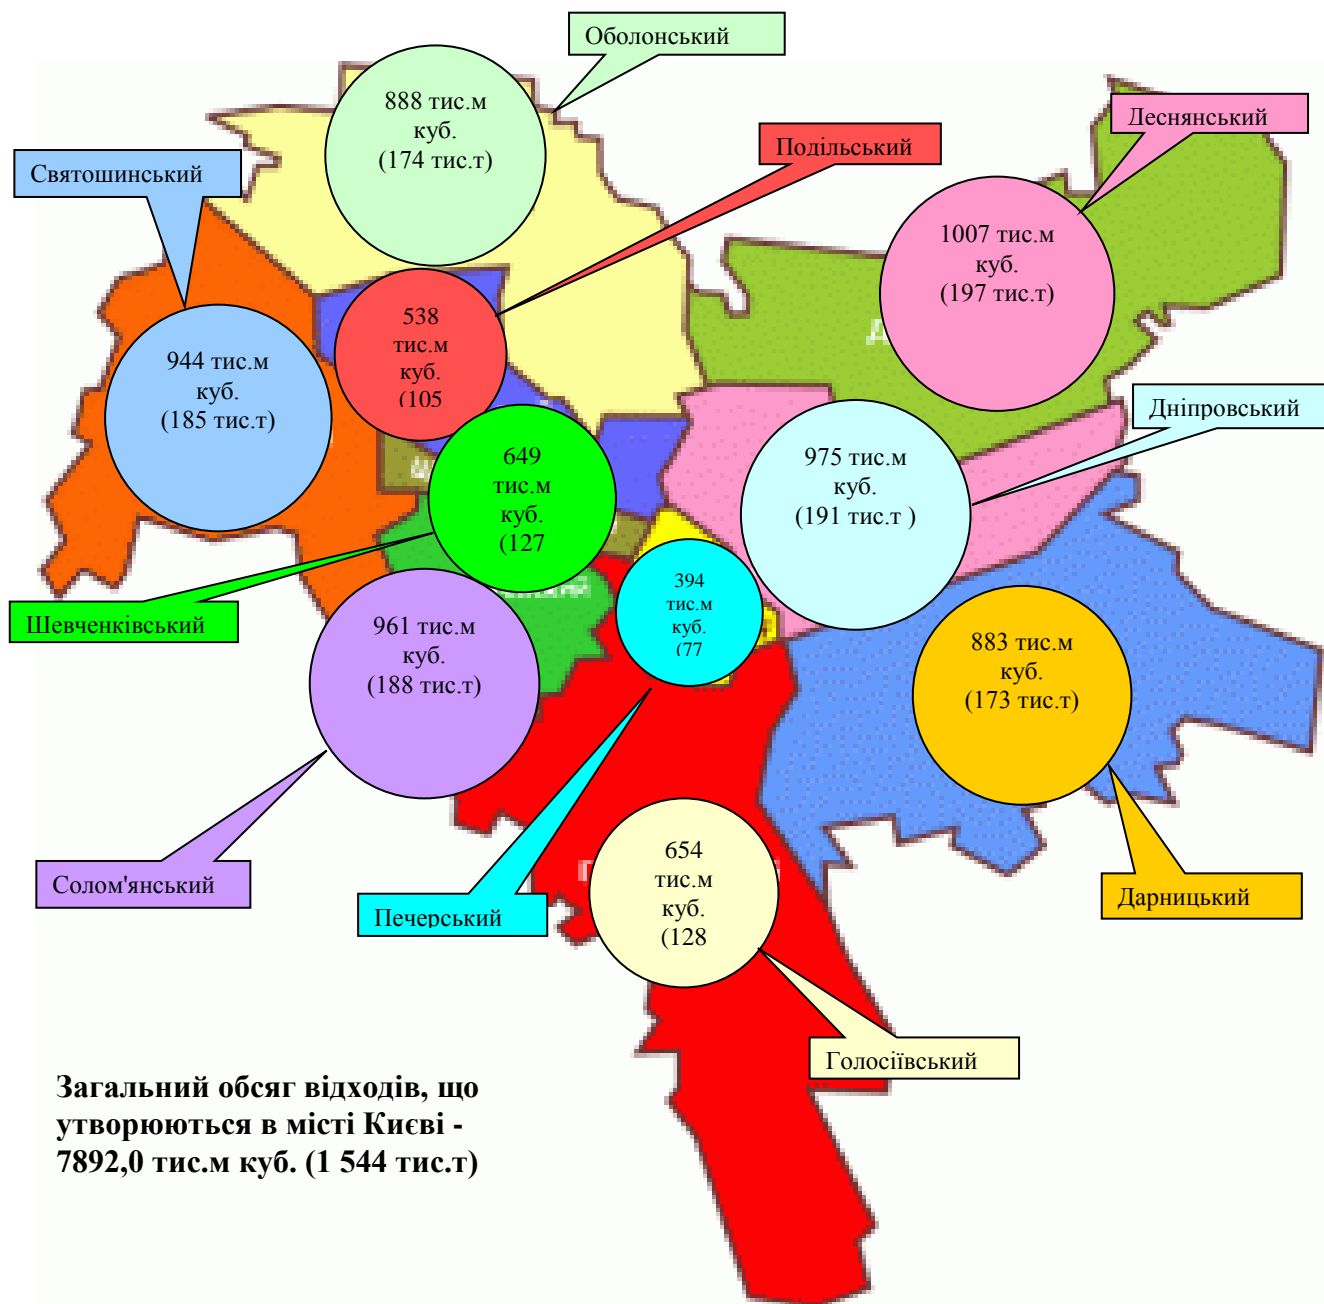 Оболонський
888 тис.м
куб.
(174 тис.т)
Деснянський
Подільський
Святошинський
1007 тис.м
куб.
(197 тис.т)
538
тис.м
куб.
(105
944 тис.м
куб.
(185 тис.т)
Дніпровський
649
тис.м
куб.
(127
975 тис.м
куб.
(191 тис.т )
394
тис.м
куб.
(77
Шевченківський
961 тис.м
куб.
(188 тис.т)
883 тис.м
куб.
(173 тис.т)
654
тис.м
куб.
(128
Солом'янський
Печерський
Дарницький
Голосіївський
Загальний обсяг відходів, що
утворюються в місті Києві -
7892,0 тис.м куб. (1 544 тис.т)